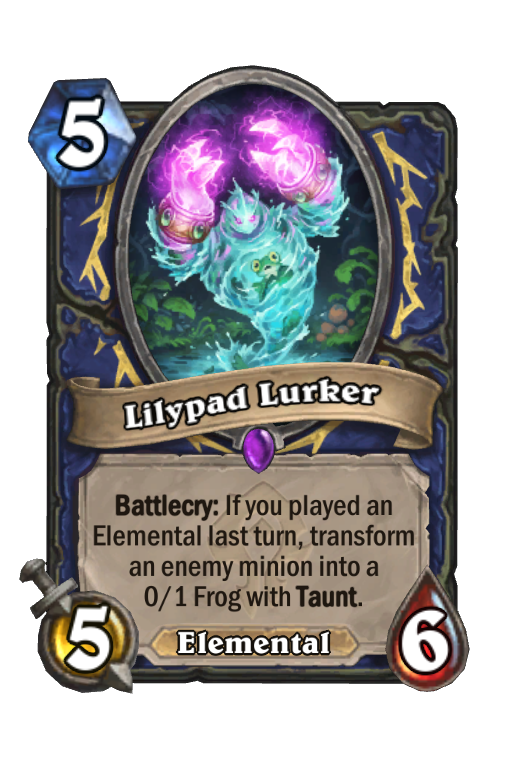 5
Lilypad Lurker
Battlecry: If you played an
Elemental last turn, transform
an enemy minion into a
0/1 Frog with Taunt.
5
Elemental
6